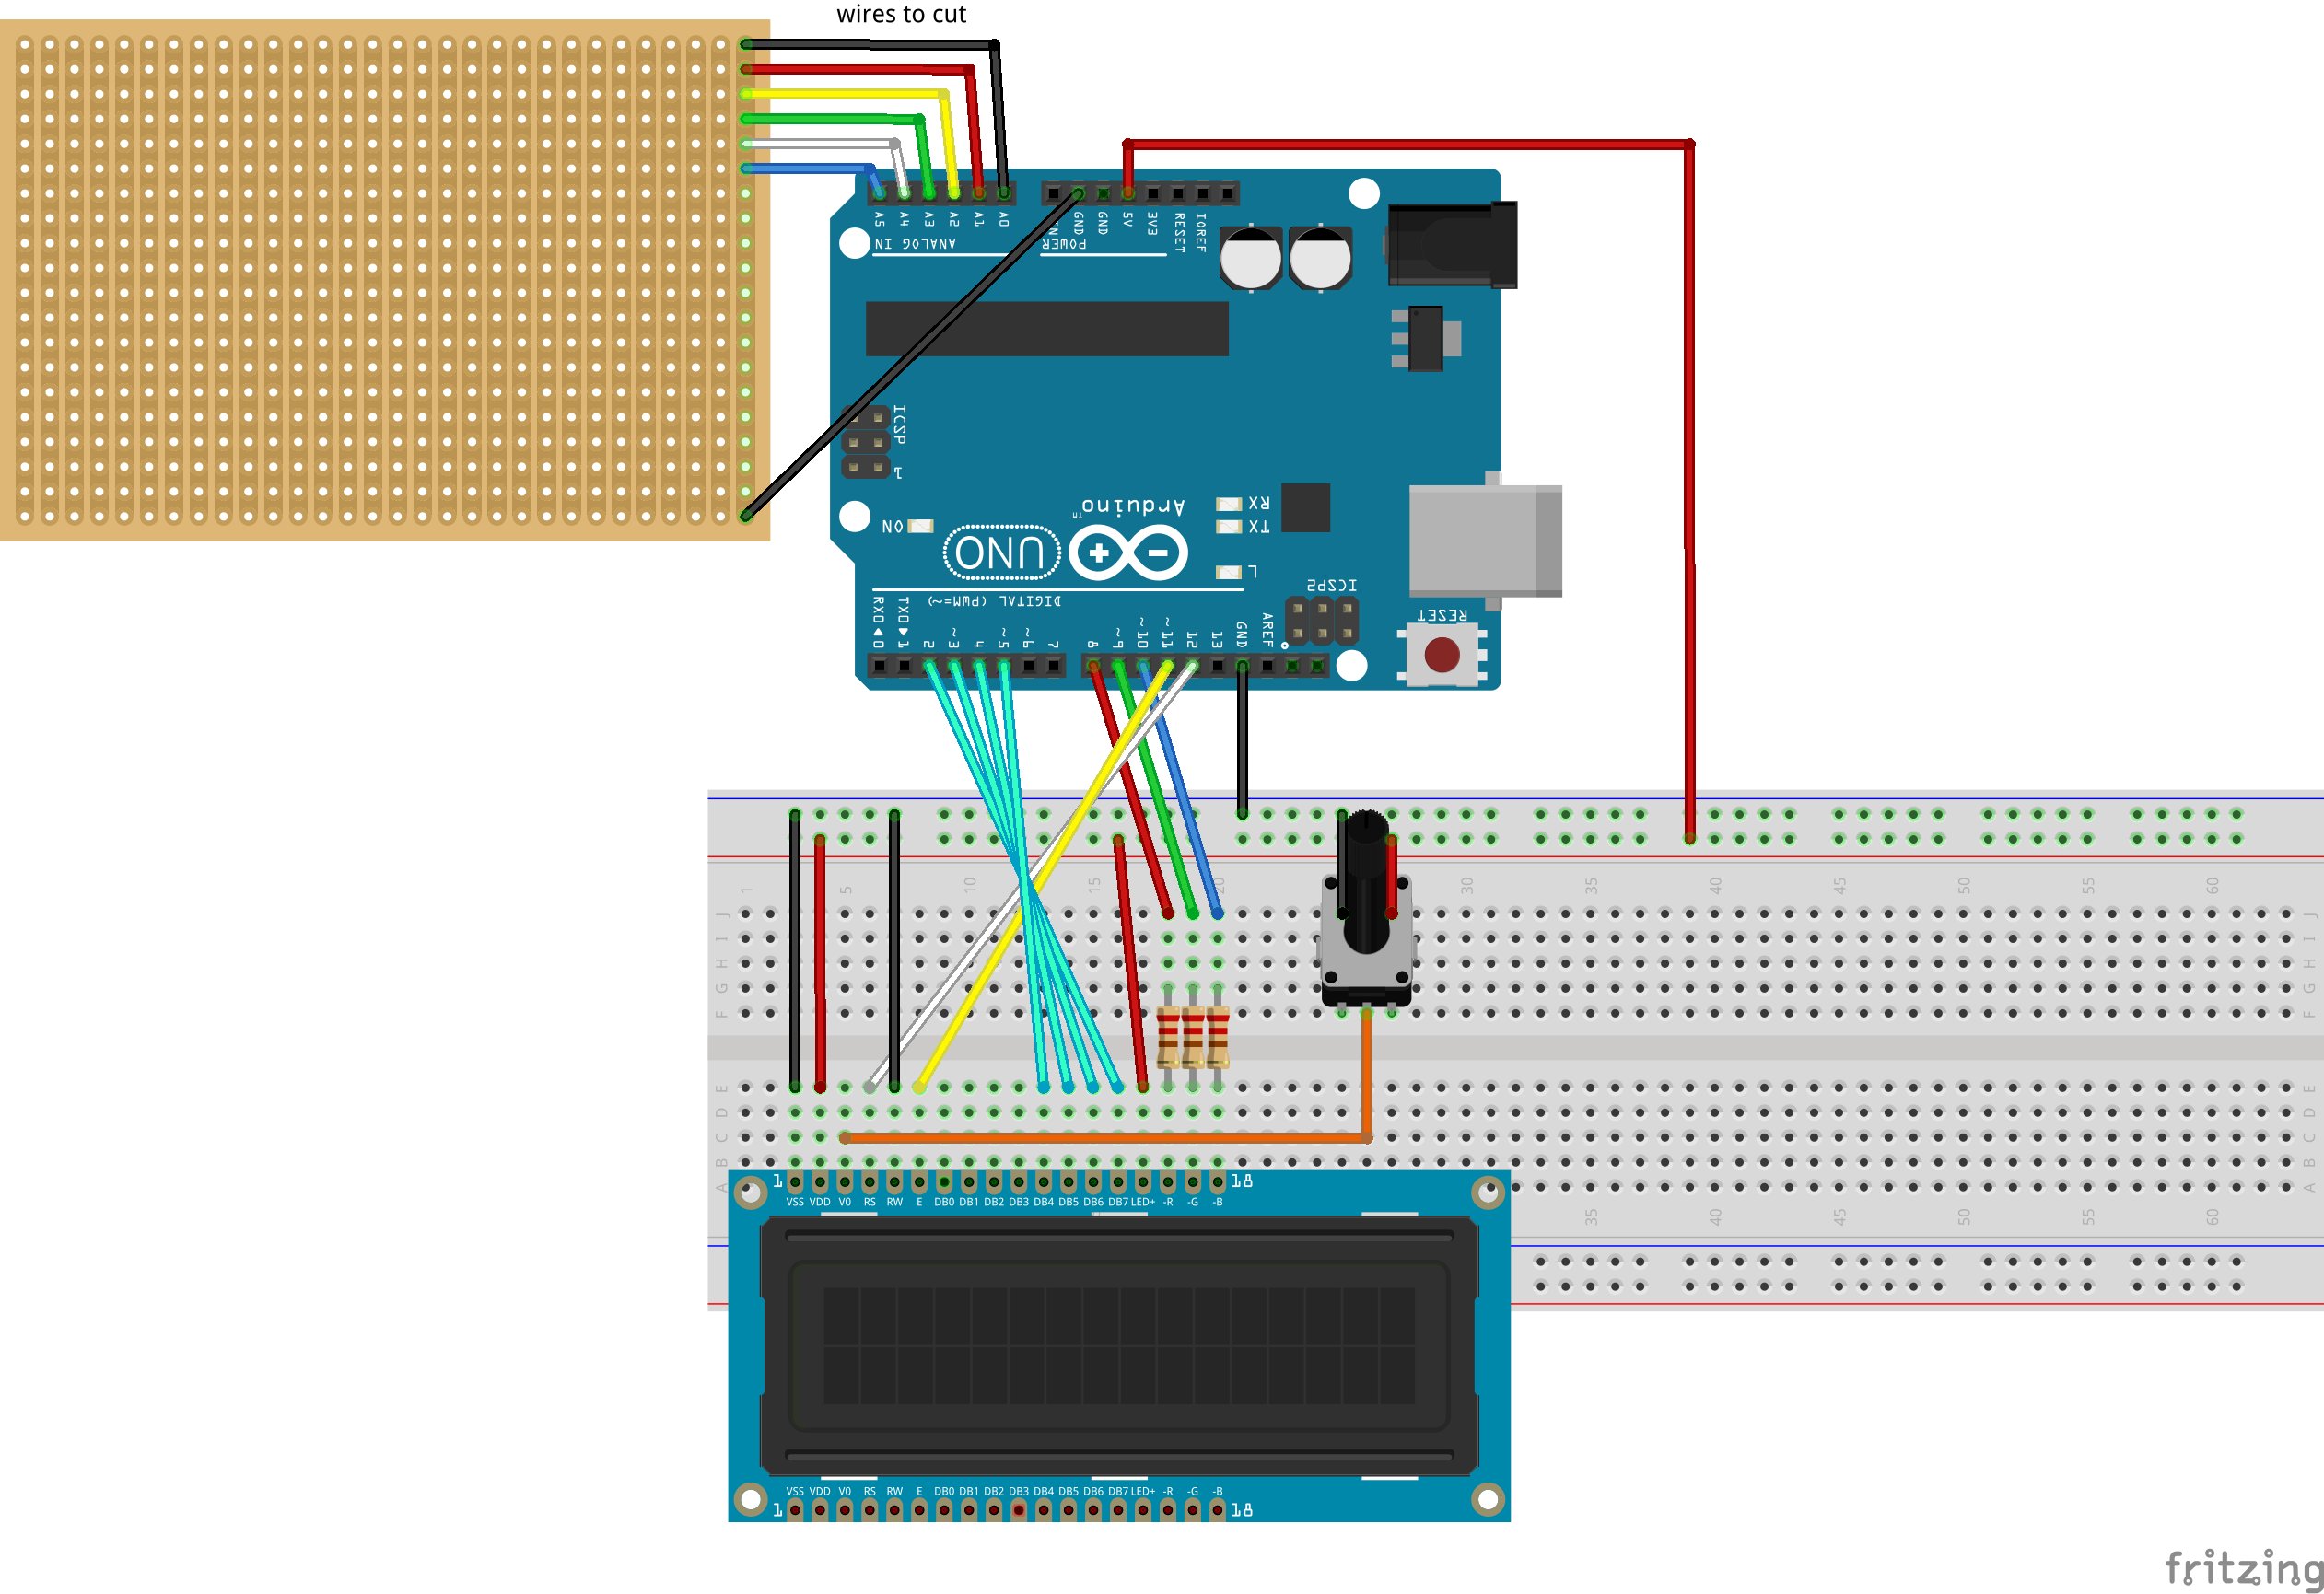 wires to cut
A5 A4 A3 A2 A1 A0
GND GND 5V 3V3 RESET IOREF
ANALOG IN
POWER
ICSP
1
Arduino
TM
RX
TX
ON
UNO
L
ICSP2
RESET
DIGITAL (PWM=~)
RX0 TX0
0 1 2 ~3 4 ~5 ~6 7 8 ~9 ~10 ~11 12 13 GND AREF
1 5 10 15 20 30 35 40 45 50 55 60
J J
I I
H H
G G
F F
E E
D D
C C
B B
A A
1 18
VSS VDD V0 RS RW E DB0 DB1 DB2 DB3 DB4 DB5 DB6 DB7 LED+ -R -G -B
35 40 45 50 55 60
VSS VDD V0 RS RW E DB0 DB1 DB2 DB3 DB4 DB5 DB6 DB7 LED+ -R -G -B
1 18
fritzing